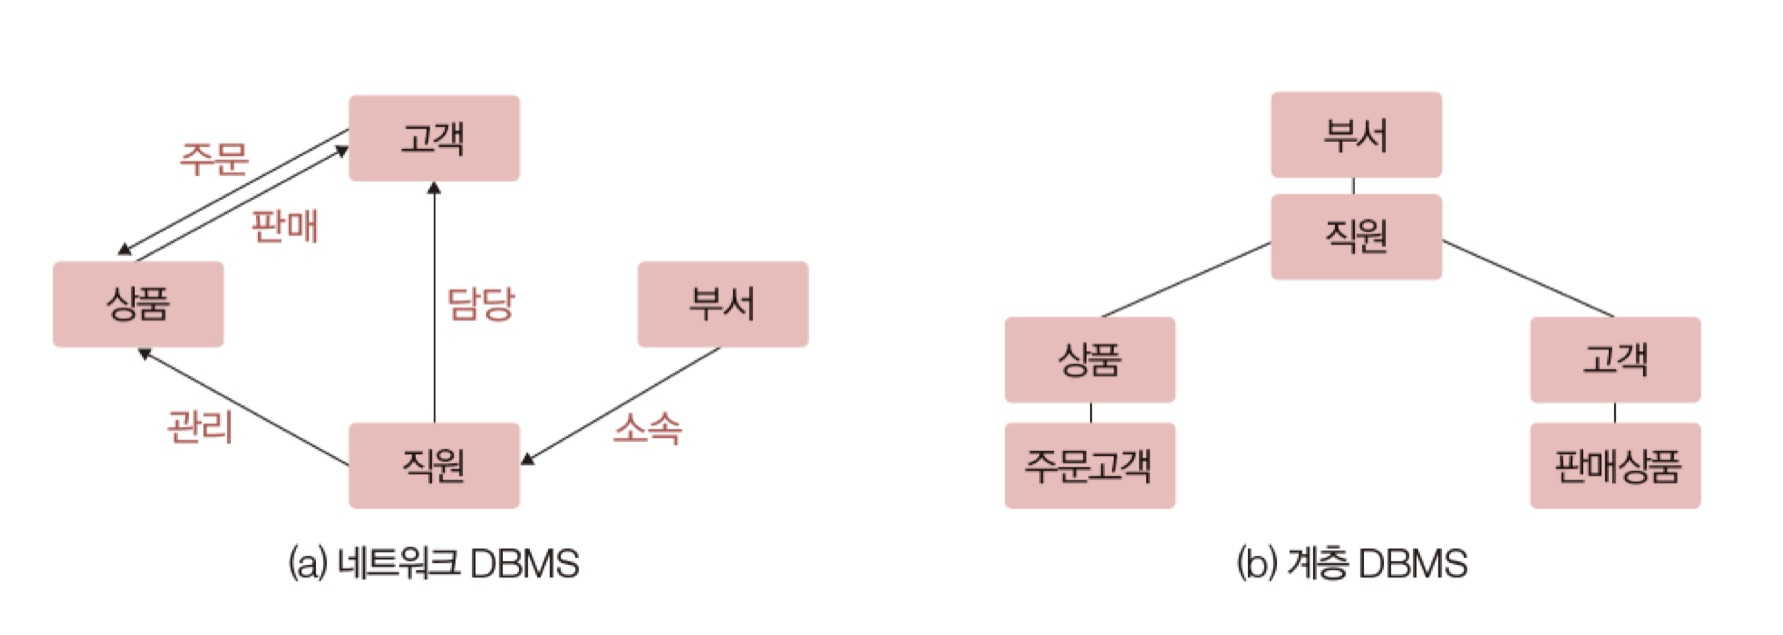 고객
주문
판매
상품
담당
부서
관리
직원
소속
(a) 네트워크 DBMS
부서
직원
상품
고객
주문고객
판매상품
(b) 계층 DBMS